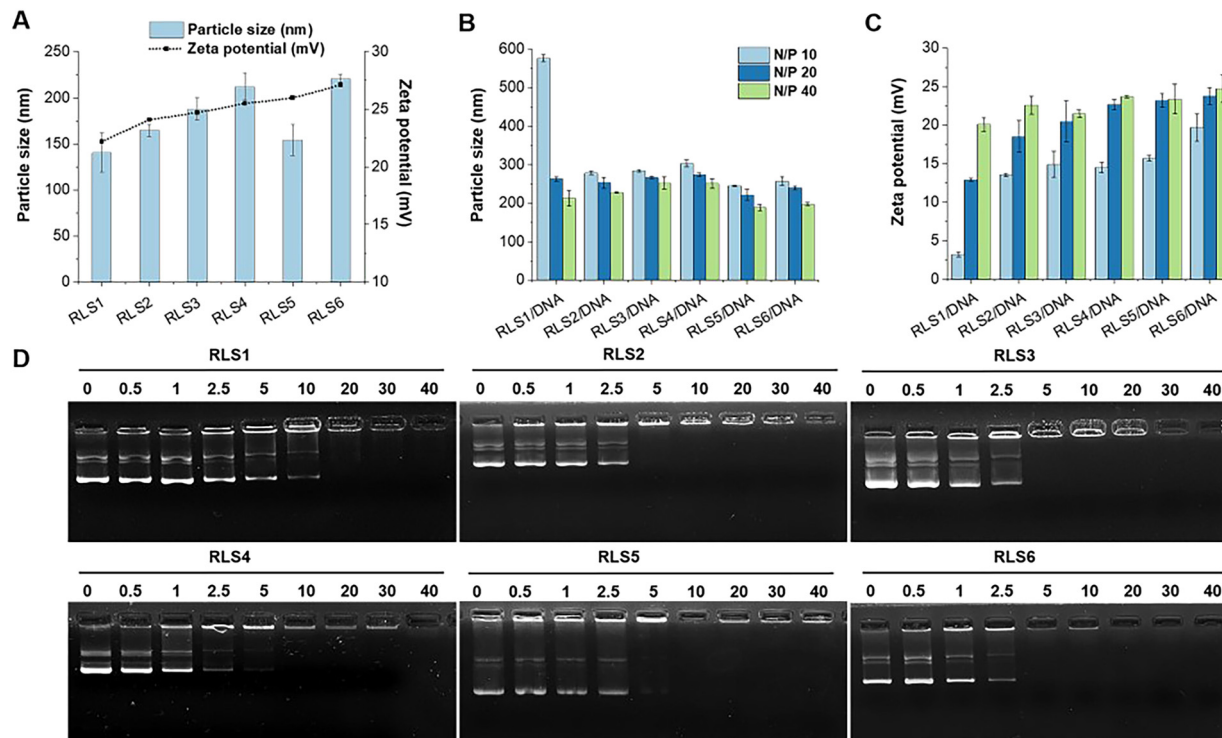 A
Particle size (nm)
Zeta potential (mV)
250
200
150
100
50
0
Particle size (nm)
30
25
20
15
10
Zeta potential (mV)
RLS1
RLS2
RLS3
RLS4
RLS5
RLS6
B
600
500
400
300
200
100
0
Particle size (nm)
N/P 10
N/P 20
N/P 40
RLS1/DNA
RLS2/DNA
RLS3/DNA
RLS4/DNA
RLS5/DNA
RLS6/DNA
C
30
25
20
15
10
5
0
Zeta potential (mV)
RLS1/DNA
RLS2/DNA
RLS3/DNA
RLS4/DNA
RLS5/DNA
RLS6/DNA
D
RLS1
0 0.5 1 2.5 5 10 20 30 40
RLS2
0 0.5 1 2.5 5 10 20 30 40
RLS3
0 0.5 1 2.5 5 10 20 30 40
RLS4
0 0.5 1 2.5 5 10 20 30 40
RLS5
0 0.5 1 2.5 5 10 20 30 40
RLS6
0 0.5 1 2.5 5 10 20 30 40